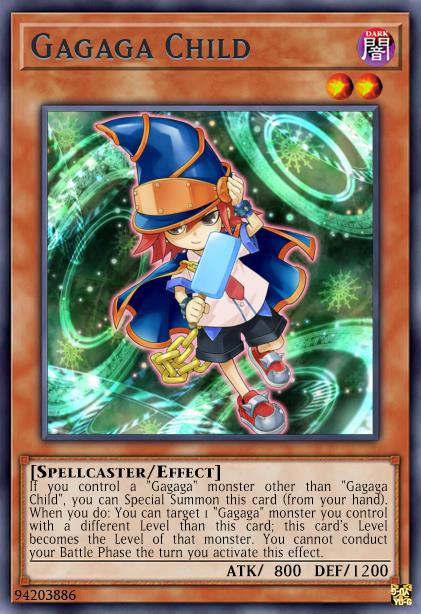 Gagaga Child
DARK
闇
[Spellcaster/Effect]
If you control a "Gagaga" monster other than "Gagaga
Child", you can Special Summon this card (from your hand).
When you do: You can target 1 "Gagaga" monster you control
with a different Level than this card; this card's Level
becomes the Level of that monster. You cannot conduct
your Battle Phase the turn you activate this effect.
ATK/ 800 DEF/1200
94203886